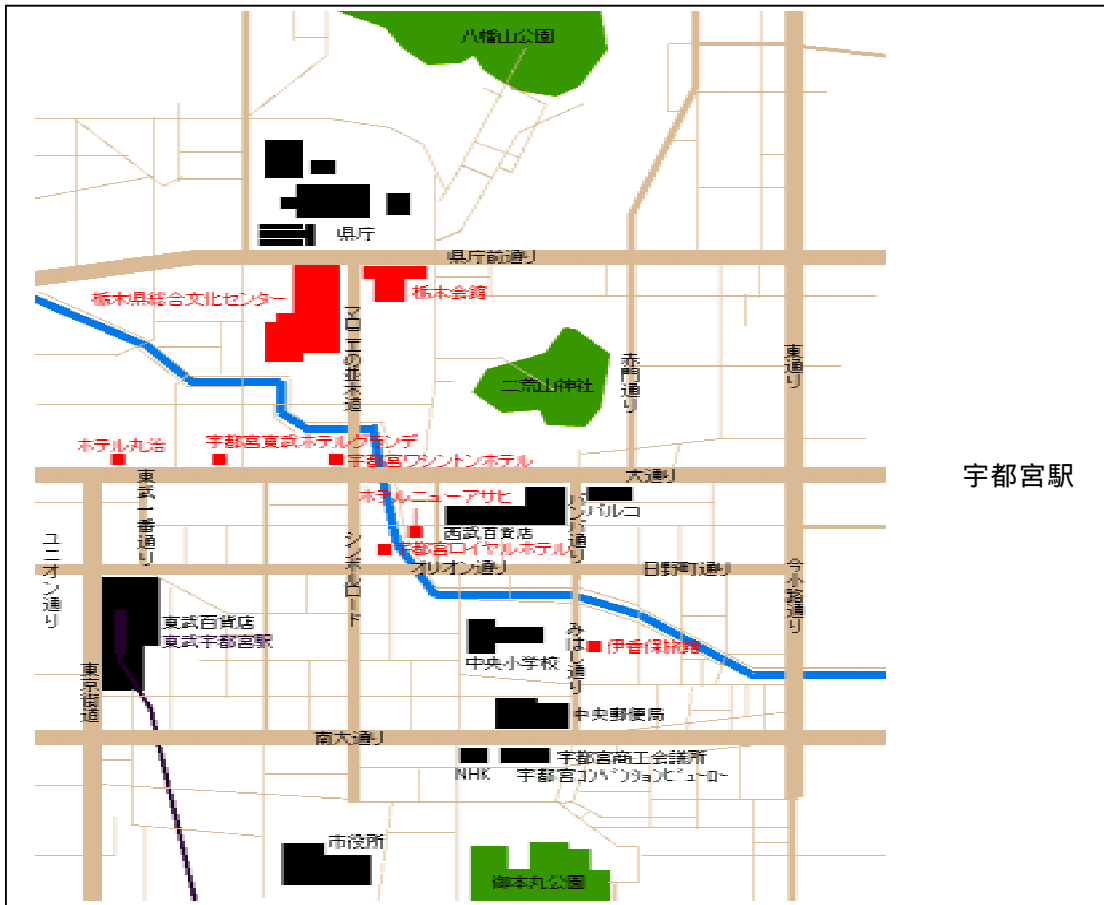 八幡山公園
県庁
県庁前通り
栃木県総合文化センター
栃木会館
マロニエの並木道
二荒山神社
赤門通り
東通り
ホテル丸治
宇都宮東武ホテルグランデ
宇都宮ワシントンホテル
大通り
宇都宮駅
東武一番通り
ホテルニューアサヒ
西武百貨店
パルコ
バンバ通り
ユニオン通り
シンボルロード
宇都宮ロイヤルホテル
オリオン通り
日野町通り
今小路通り
東武百貨店
東武宇都宮駅
中央小学校
みはし通り
伊香保旅館
東京街道
中央郵便局
南大通り
NHK
宇都宮商工会議所
宇都宮コンベンションビューロー
市役所
御本丸公園